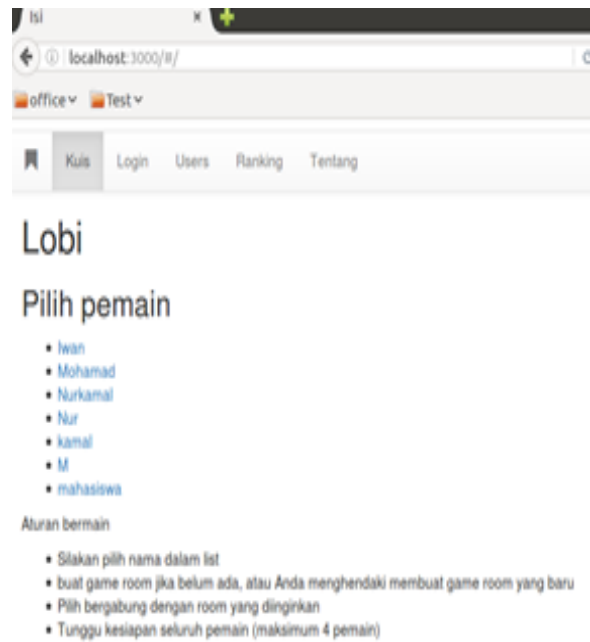 Isi
localhost:3000/#/
office Test
Kuis Login Users Ranking Tentang
Lobi
Pilih pemain
Iwan
Mohamad
Nurkamal
Nur
kamal
M
mahasiswa
Aturan bermain
Silakan pilih nama dalam list
buat game room jika belum ada, atau Anda menghendaki membuat game room yang baru
Pilih bergabung dengan room yang diinginkan
Tunggu kesiapan seluruh pemain (maksimum 4 pemain)